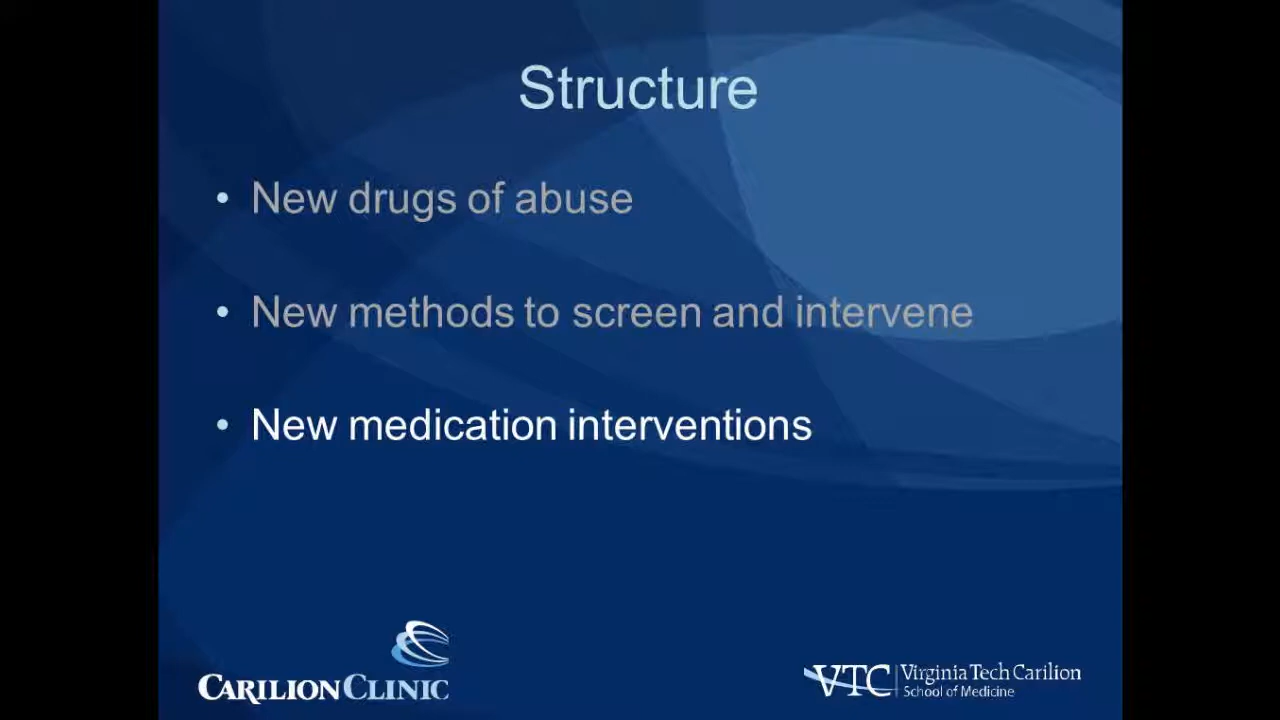 Structure
• New drugs of abuse
• New methods to screen and intervene
• New medication interventions
CARILION CLINIC
VTC Virginia Tech Carilion
School of Medicine